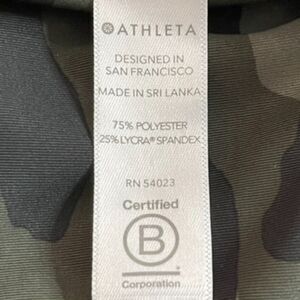 ATHLETA
DESIGNED IN
SAN FRANCISCO
MADE IN SRI LANKA
75% POLYESTER
25% LYCRA® SPANDEX
RN 54023
Certified
B
Corporation